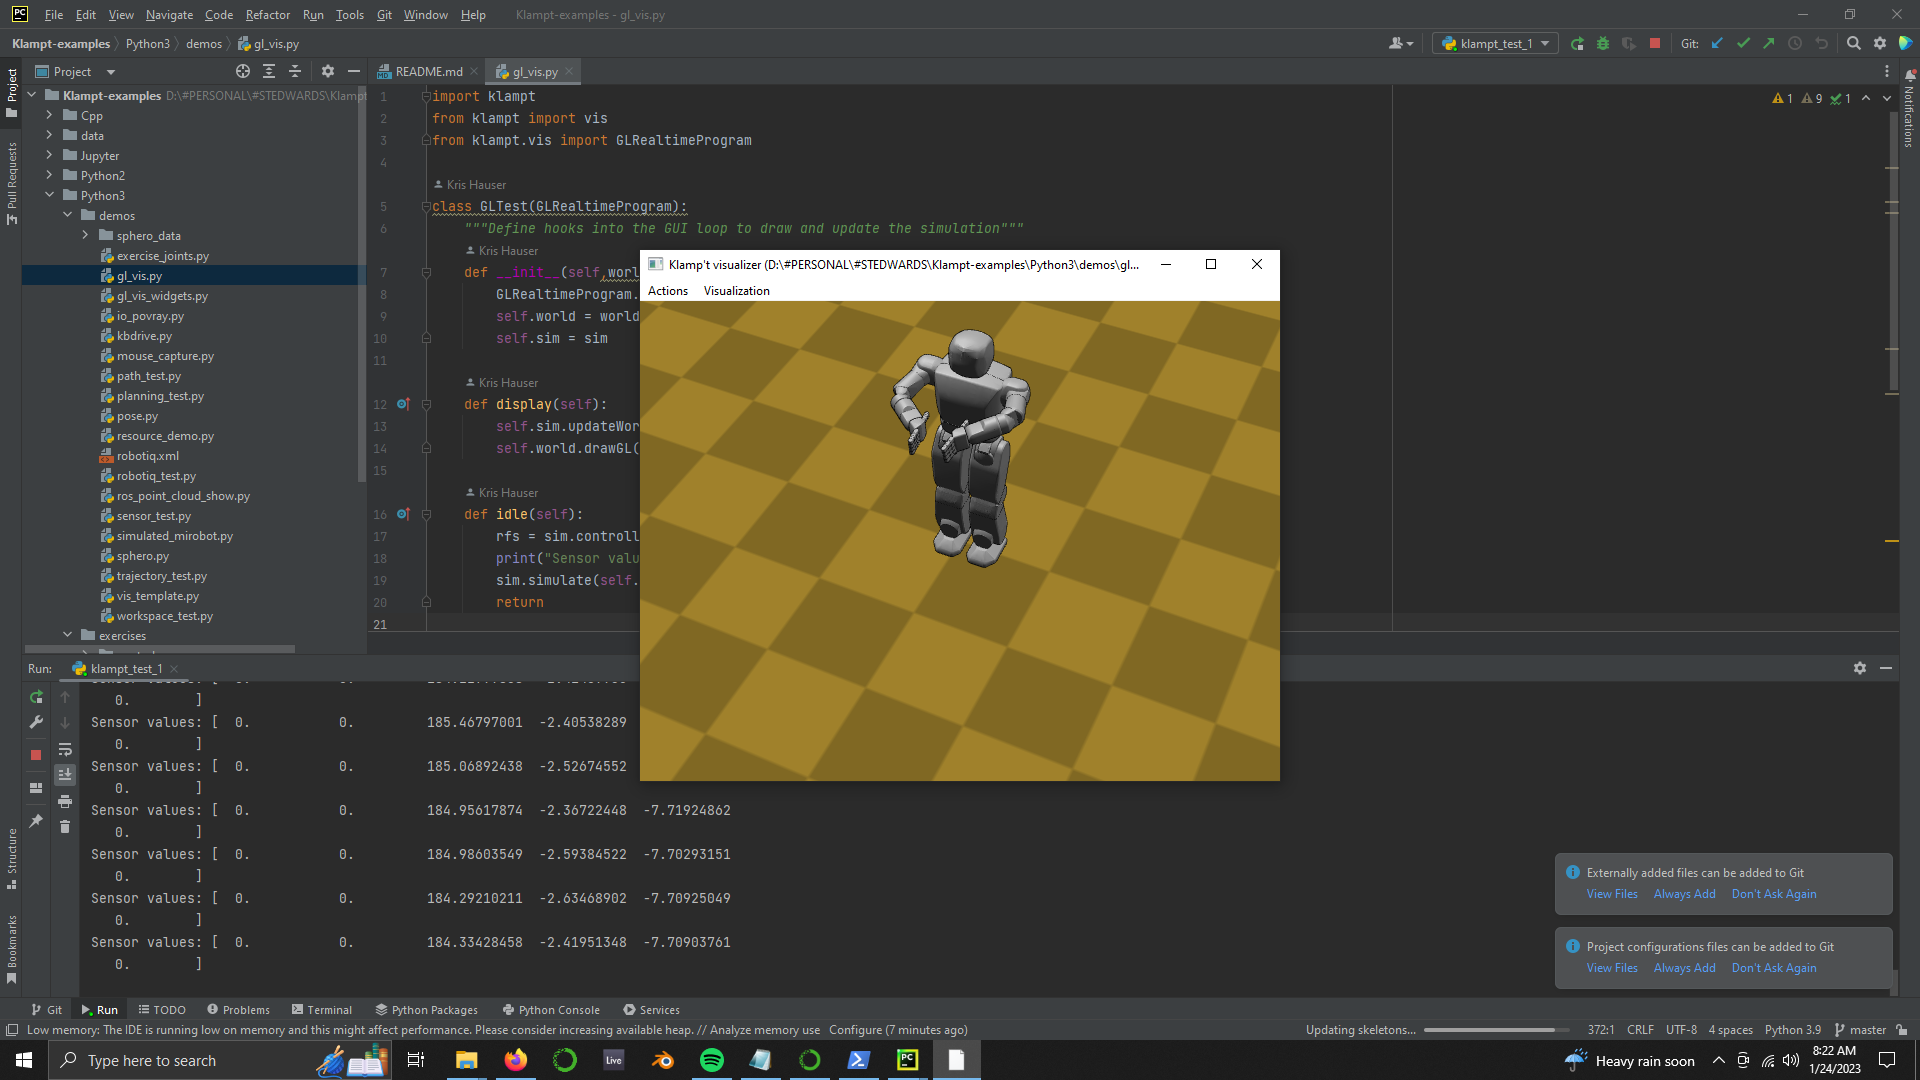 PC File Edit View Navigate Code Refactor Run Tools Git Window Help Klampt-examples - gl_vis.py
Klampt-examples Python3 demos gl_vis.py klampt_test_1 Git:
Project
README.md gl_vis.py
Project
Klampt-examples D:\#PERSONAL\#STEDWARDS\Klampt
Cpp
data
Jupyter
Python2
Python3
demos
sphero_data
exercise_joints.py
gl_vis.py
gl_vis_widgets.py
io_povray.py
kbdrive.py
mouse_capture.py
path_test.py
planning_test.py
pose.py
resource_demo.py
robotiq.xml
robotiq_test.py
ros_point_cloud_show.py
sensor_test.py
simulated_mirobot.py
sphero.py
trajectory_test.py
vis_template.py
workspace_test.py
exercises
Pull Requests
Structure
Bookmarks
Notifications
1 9 1
1 import klampt
2 from klampt import vis
3 from klampt.vis import GLRealtimeProgram
4
Kris Hauser
5 class GLTest(GLRealtimeProgram):
6 """Define hooks into the GUI loop to draw and update the simulation"""
Kris Hauser
7 def __init__(self,worl
8 GLRealtimeProgram.
9 self.world = world
10 self.sim = sim
11
Kris Hauser
12 def display(self):
13 self.sim.updateWor
14 self.world.drawGL(
15
Kris Hauser
16 def idle(self):
17 rfs = sim.controll
18 print("Sensor valu
19 sim.simulate(self.
20 return
21
Klamp't visualizer (D:\#PERSONAL\#STEDWARDS\Klampt-examples\Python3\demos\gl...
Actions Visualization
Run: klampt_test_1
0. ]
Sensor values: [ 0. 0. 185.46797001 -2.40538289
0. ]
Sensor values: [ 0. 0. 185.06892438 -2.52674552
0. ]
Sensor values: [ 0. 0. 184.95617874 -2.36722448 -7.71924862
0. ]
Sensor values: [ 0. 0. 184.98603549 -2.59384522 -7.70293151
0. ]
Sensor values: [ 0. 0. 184.29210211 -2.63468902 -7.70925049
0. ]
Sensor values: [ 0. 0. 184.33428458 -2.41951348 -7.70903761
0. ]
Externally added files can be added to Git
View Files Always Add Don't Ask Again
Project configurations files can be added to Git
View Files Always Add Don't Ask Again
Git Run TODO Problems Terminal Python Packages Python Console Services
Low memory: The IDE is running low on memory and this might affect performance. Please consider increasing available heap. // Analyze memory use Configure (7 minutes ago) Updating skeletons... 372:1 CRLF UTF-8 4 spaces Python 3.9 master
Type here to search Live PC Heavy rain soon 8:22 AM
1/24/2023